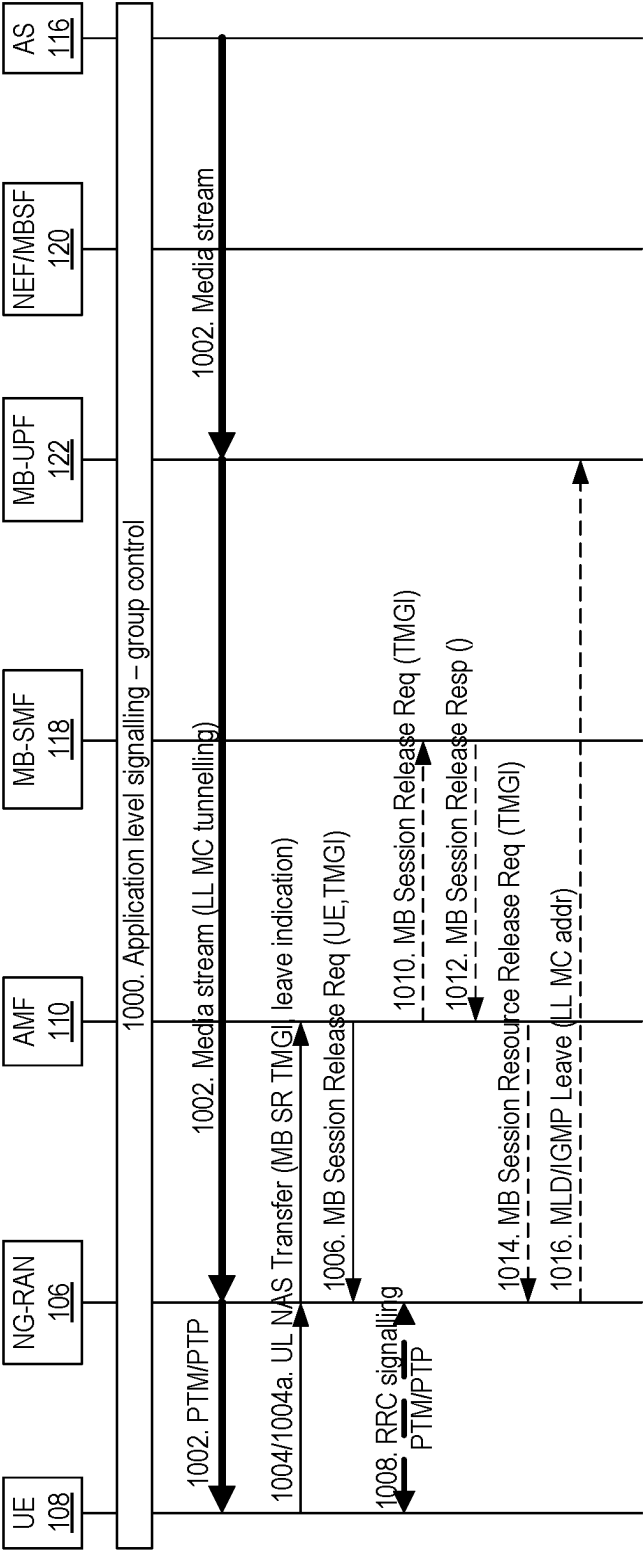 UE
108
NG-RAN
106
AMF
110
MB-SMF
118
MB-UPF
122
NEF/MBSF
120
AS
116
1000. Application level signalling – group control
1002. PTM/PTP
1002. Media stream (LL MC tunnelling)
1002. Media stream
1004/1004a. UL NAS Transfer (MB SR TMGI, leave indication)
1006. MB Session Release Req (UE,TMGI)
1008. RRC signalling
PTM/PTP
1010. MB Session Release Req (TMGI)
1012. MB Session Release Resp ()
1014. MB Session Resource Release Req (TMGI)
1016. MLD/IGMP Leave (LL MC addr)